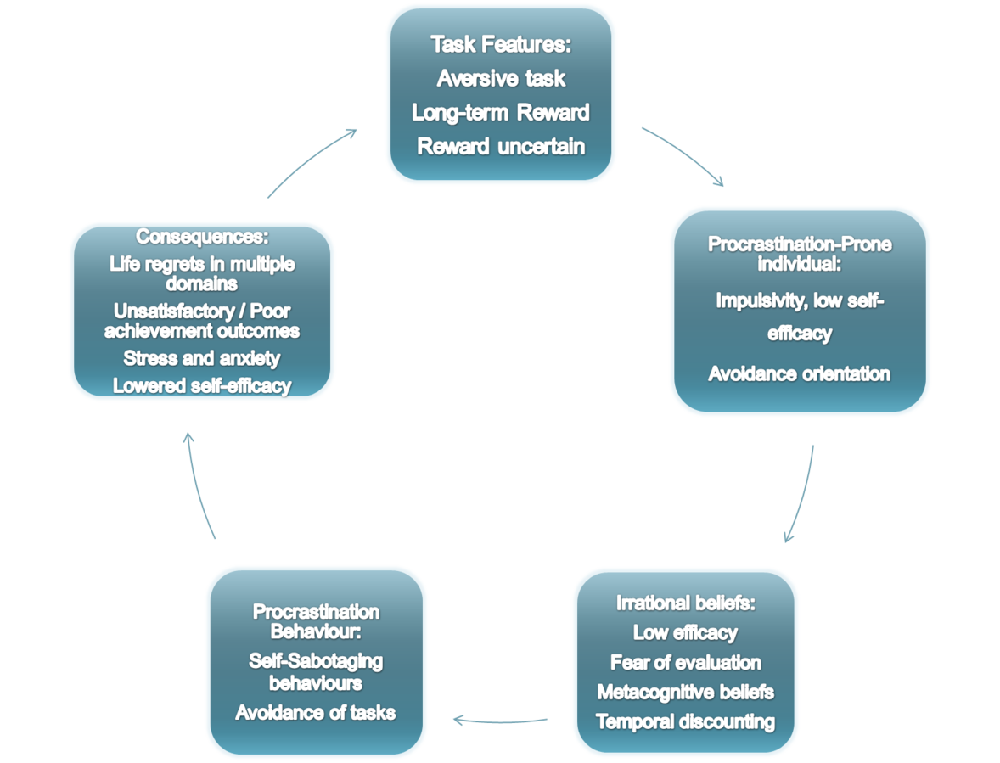 Task Features:
Aversive task
Long-term Reward
Reward uncertain
Procrastination-Prone
individual:
Impulsivity, low self-
efficacy
Avoidance orientation
Irrational beliefs:
Low efficacy
Fear of evaluation
Metacognitive beliefs
Temporal discounting
Procrastination
Behaviour:
Self-Sabotaging
behaviours
Avoidance of tasks
Consequences:
Life regrets in multiple
domains
Unsatisfactory / Poor
achievement outcomes
Stress and anxiety
Lowered self-efficacy